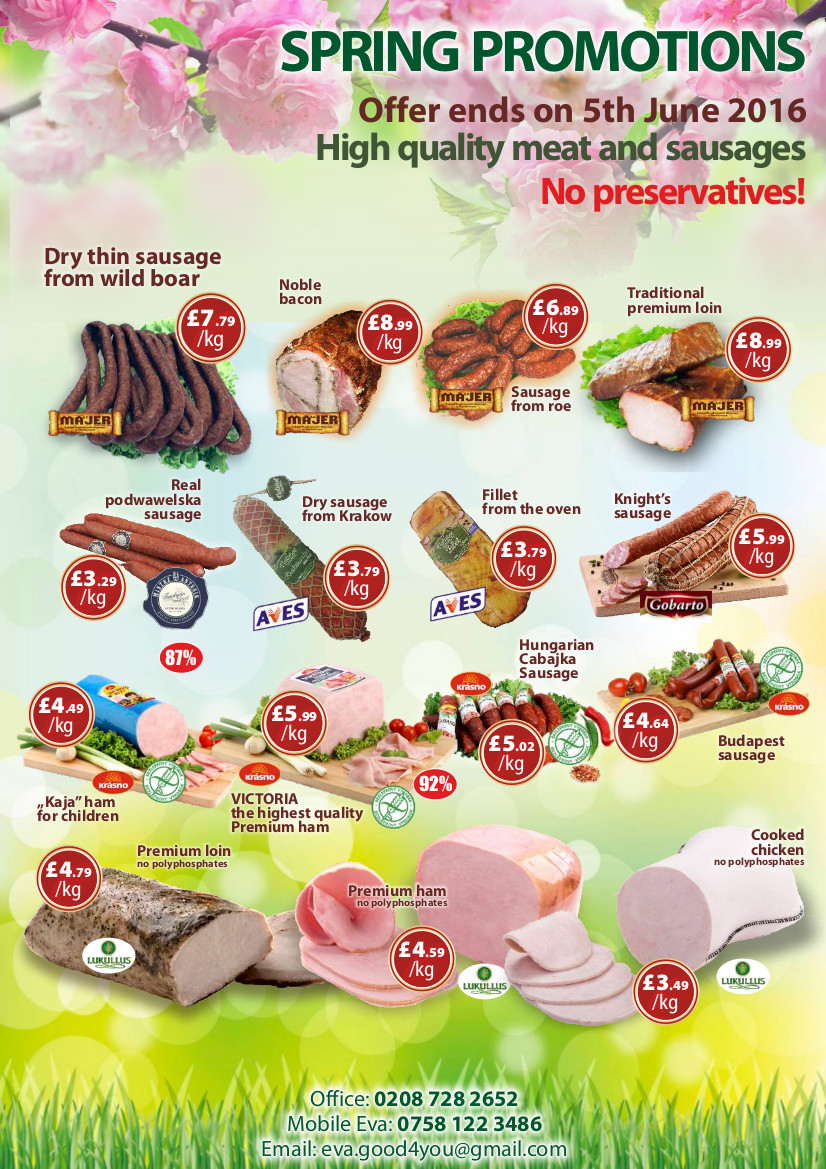 SPRING PROMOTIONS
Offer ends on 5th June 2016
High quality meat and sausages
No preservatives!
Dry thin sausage
from wild boar
£7.79
/kg
MAJER
Noble
bacon
£8.99
/kg
MAJER
£6.89
/kg
MAJER
Sausage
from roe
Traditional
premium loin
£8.99
/kg
MAJER
Real
podwawelska
sausage
£3.29
/kg
Dry sausage
from Krakow
£3.79
/kg
AVES
Fillet
from the oven
£3.79
/kg
AVES
Knight's
sausage
£5.99
/kg
Gobarto
87%
£4.49
/kg
krásno
„Kaja” ham
for children
£5.99
/kg
krásno
92%
VICTORIA
the highest quality
Premium ham
Hungarian
Cabajka
Sausage
krásno
£5.02
/kg
£4.64
/kg
krásno
Budapest
sausage
Premium loin
no polyphosphates
£4.79
/kg
LUKULLUS
Premium ham
no polyphosphates
£4.59
/kg
LUKULLUS
Cooked
chicken
no polyphosphates
£3.49
/kg
LUKULLUS
Office: 0208 728 2652
Mobile Eva: 0758 122 3486
Email: eva.good4you@gmail.com